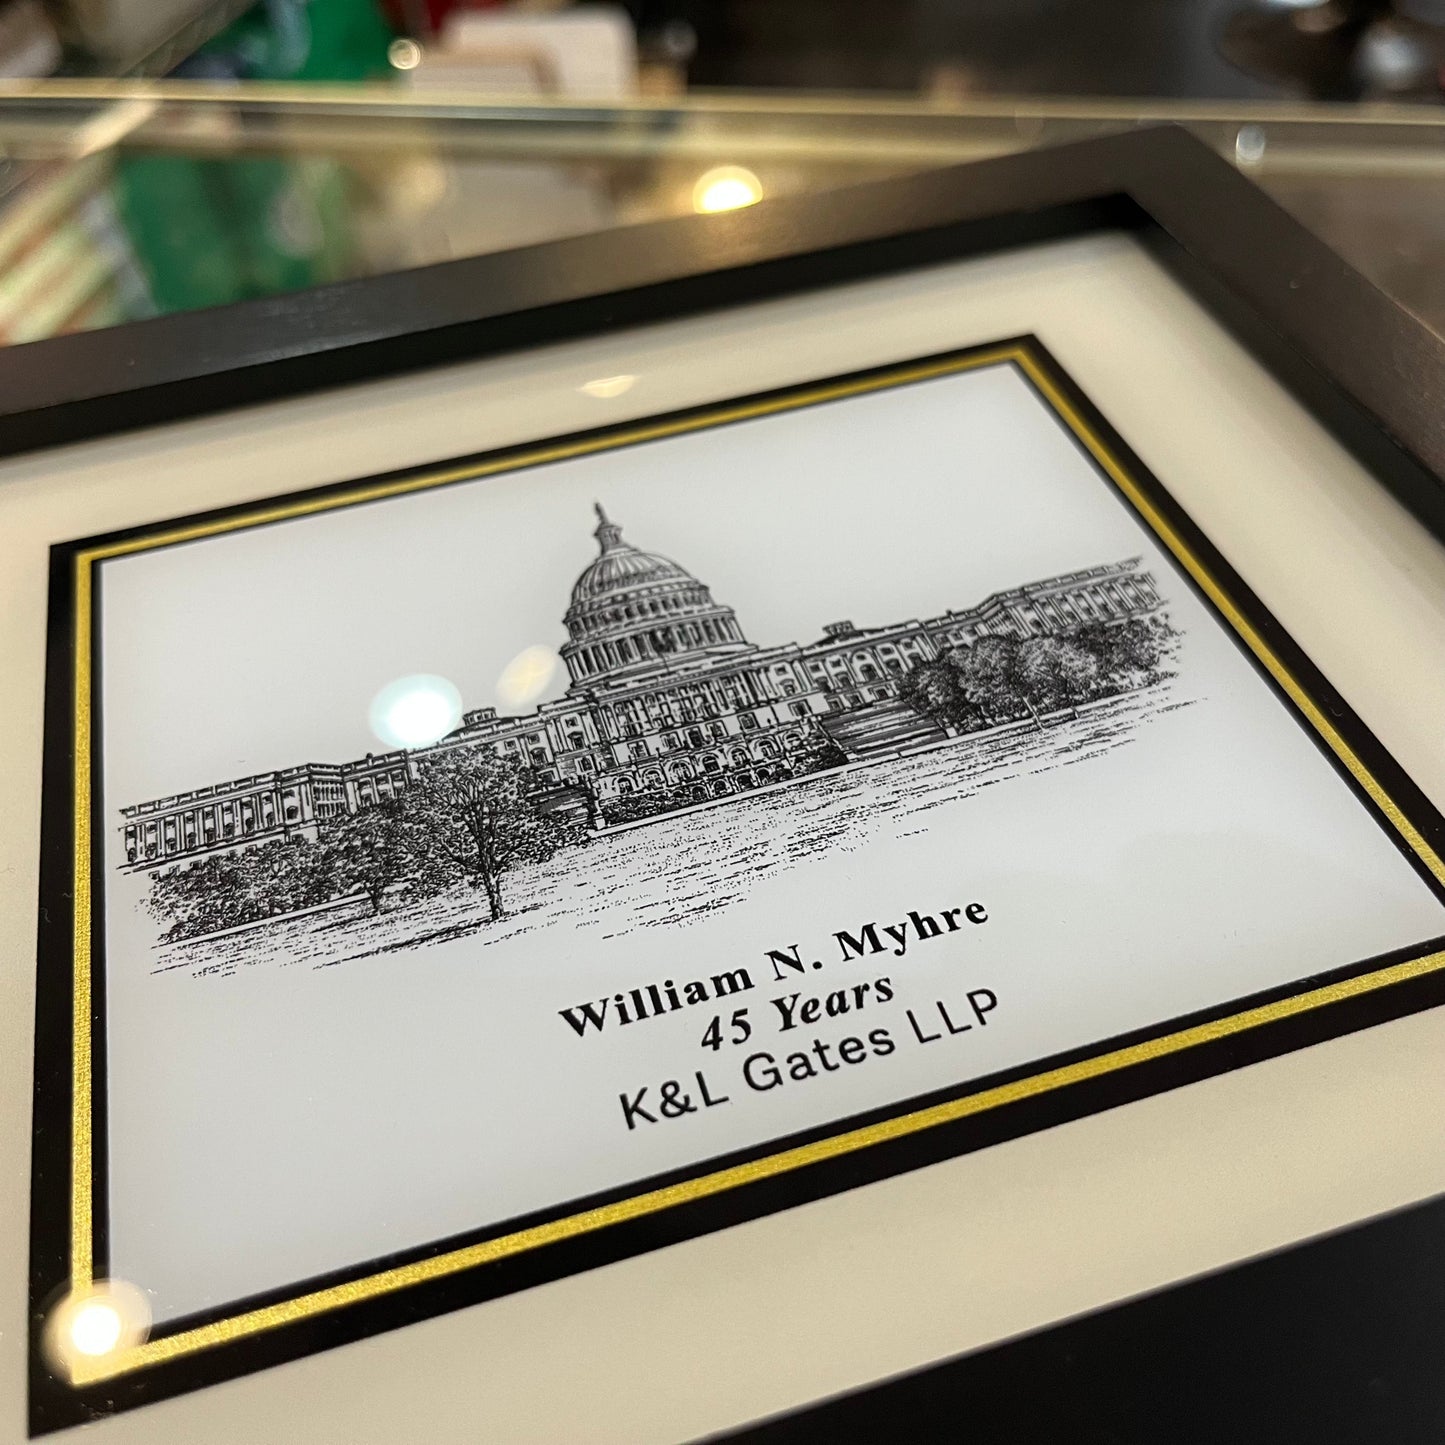 William N. Myhre
45 Years
K&L Gates LLP